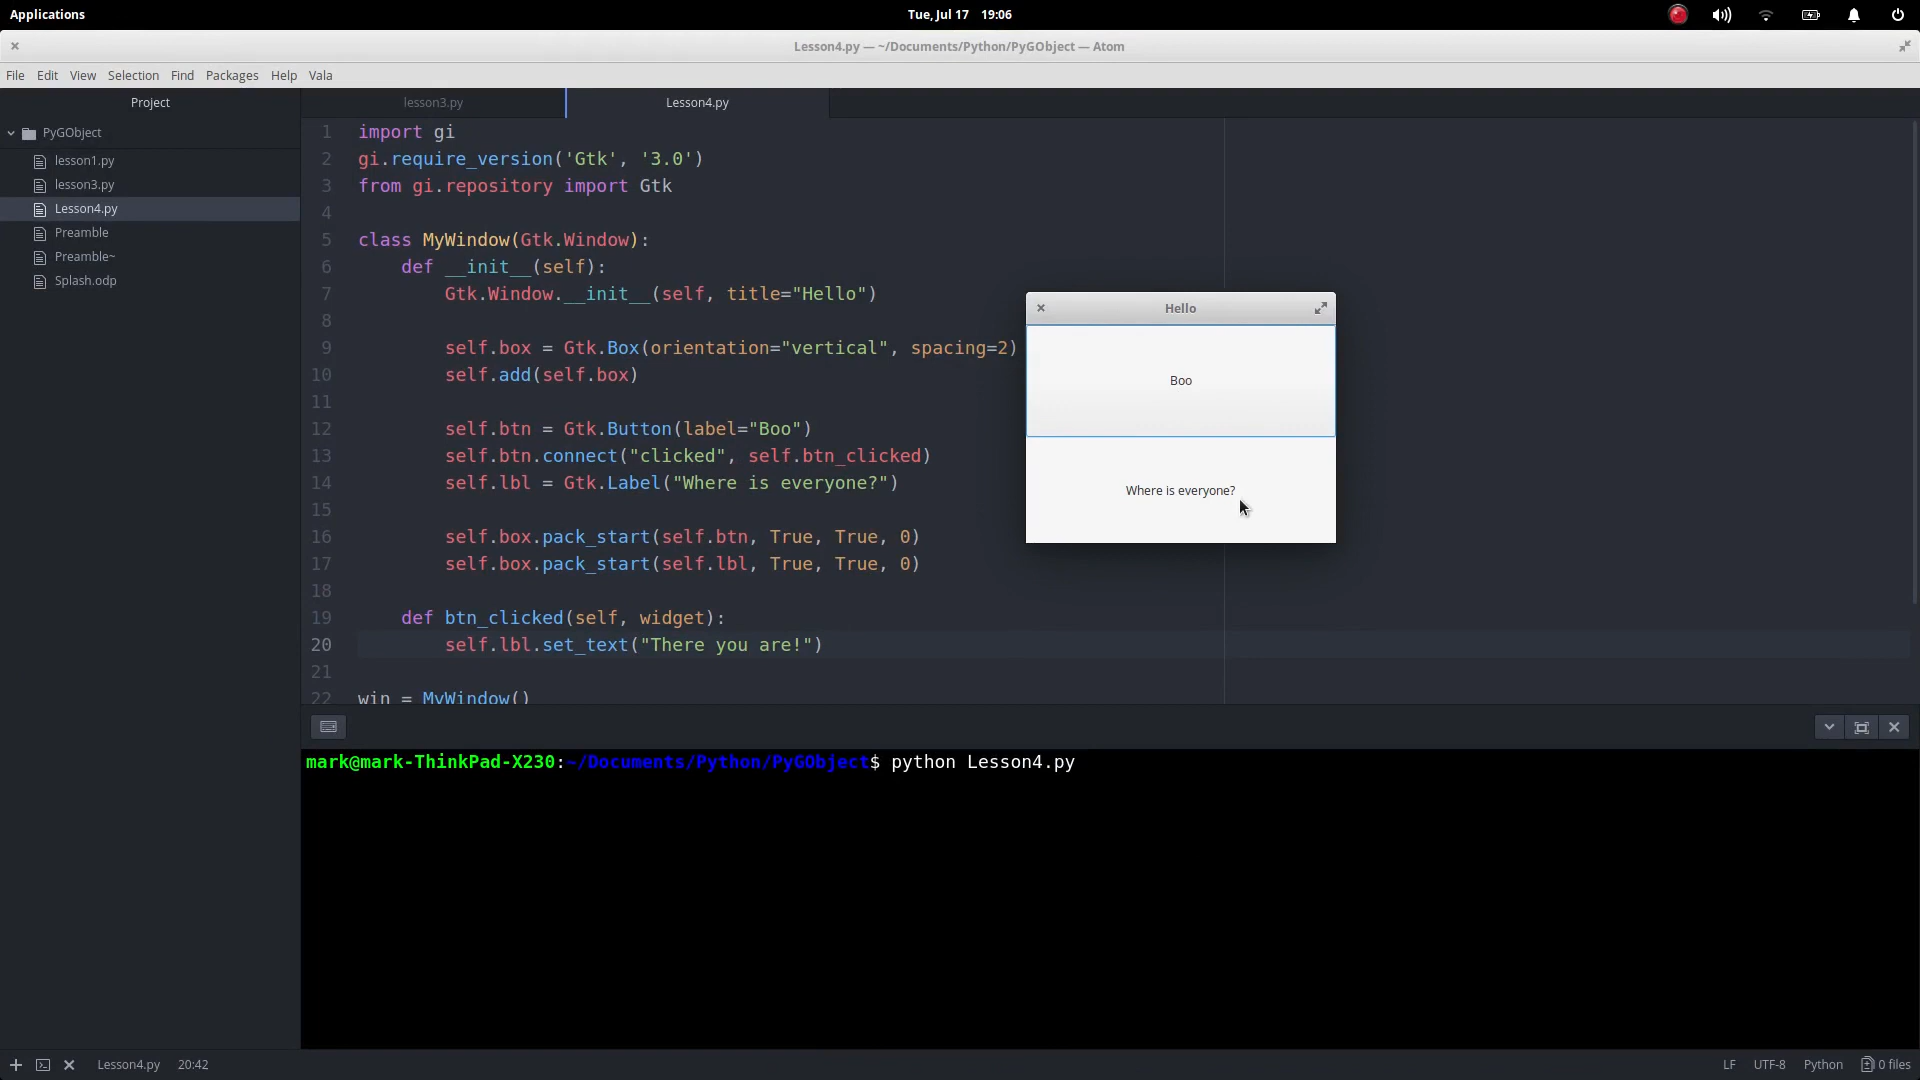 Applications
Tue, Jul 17 19:06
Lesson4.py — ~/Documents/Python/PyGObject — Atom
File Edit View Selection Find Packages Help Vala
Project
lesson3.py
Lesson4.py
PyGObject
lesson1.py
lesson3.py
Lesson4.py
Preamble
Preamble~
Splash.odp
1 import gi
2 gi.require_version('Gtk', '3.0')
3 from gi.repository import Gtk
4
5 class MyWindow(Gtk.Window):
6     def __init__(self):
7         Gtk.Window.__init__(self, title="Hello")
8
9         self.box = Gtk.Box(orientation="vertical", spacing=2)
10         self.add(self.box)
11
12         self.btn = Gtk.Button(label="Boo")
13         self.btn.connect("clicked", self.btn_clicked)
14         self.lbl = Gtk.Label("Where is everyone?")
15
16         self.box.pack_start(self.btn, True, True, 0)
17         self.box.pack_start(self.lbl, True, True, 0)
18
19     def btn_clicked(self, widget):
20         self.lbl.set_text("There you are!")
21
22 win = MyWindow()
Hello
Boo
Where is everyone?
mark@mark-ThinkPad-X230:~/Documents/Python/PyGObject$ python Lesson4.py
Lesson4.py 20:42
LF UTF-8 Python 0 files